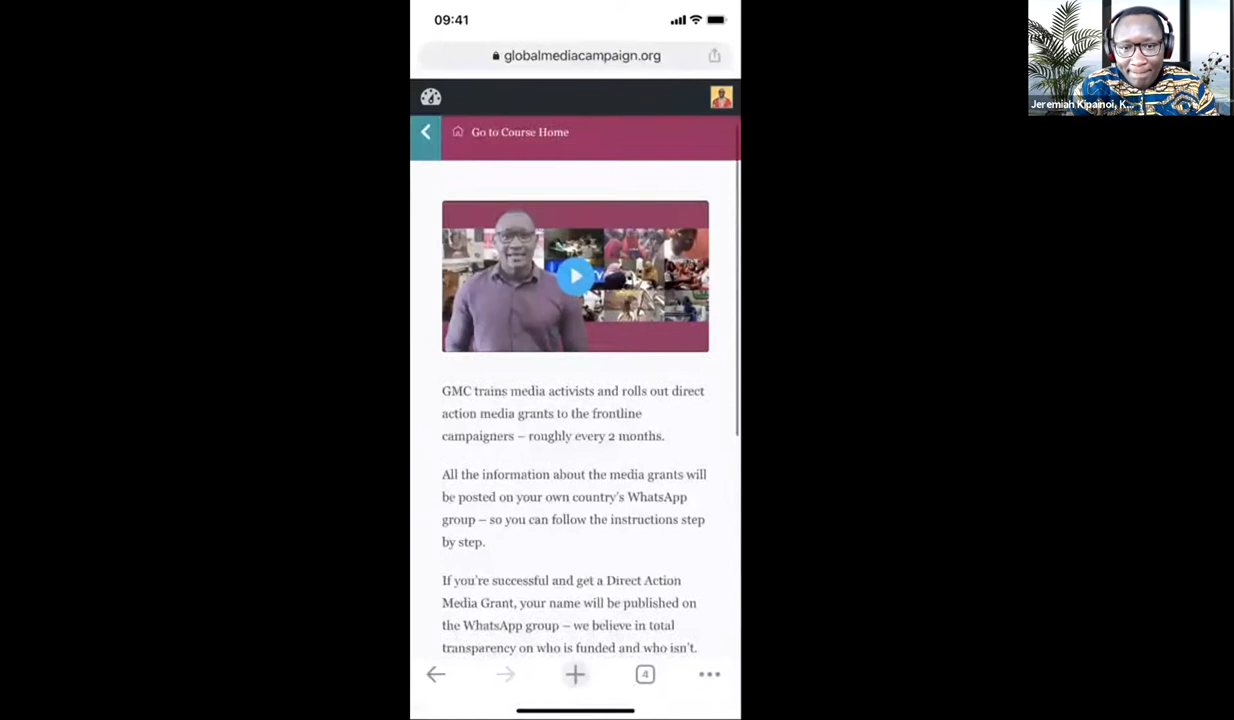 09:41
globalmediacampaign.org
Jeremiah Kipainoi, K...
Go to Course Home
GMC trains media activists and rolls out direct
action media grants to the frontline
campaigners – roughly every 2 months.
All the information about the media grants will
be posted on your own country's WhatsApp
group – so you can follow the instructions step
by step.
If you're successful and get a Direct Action
Media Grant, your name will be published on
the WhatsApp group – we believe in total
transparency on who is funded and who isn't.
4